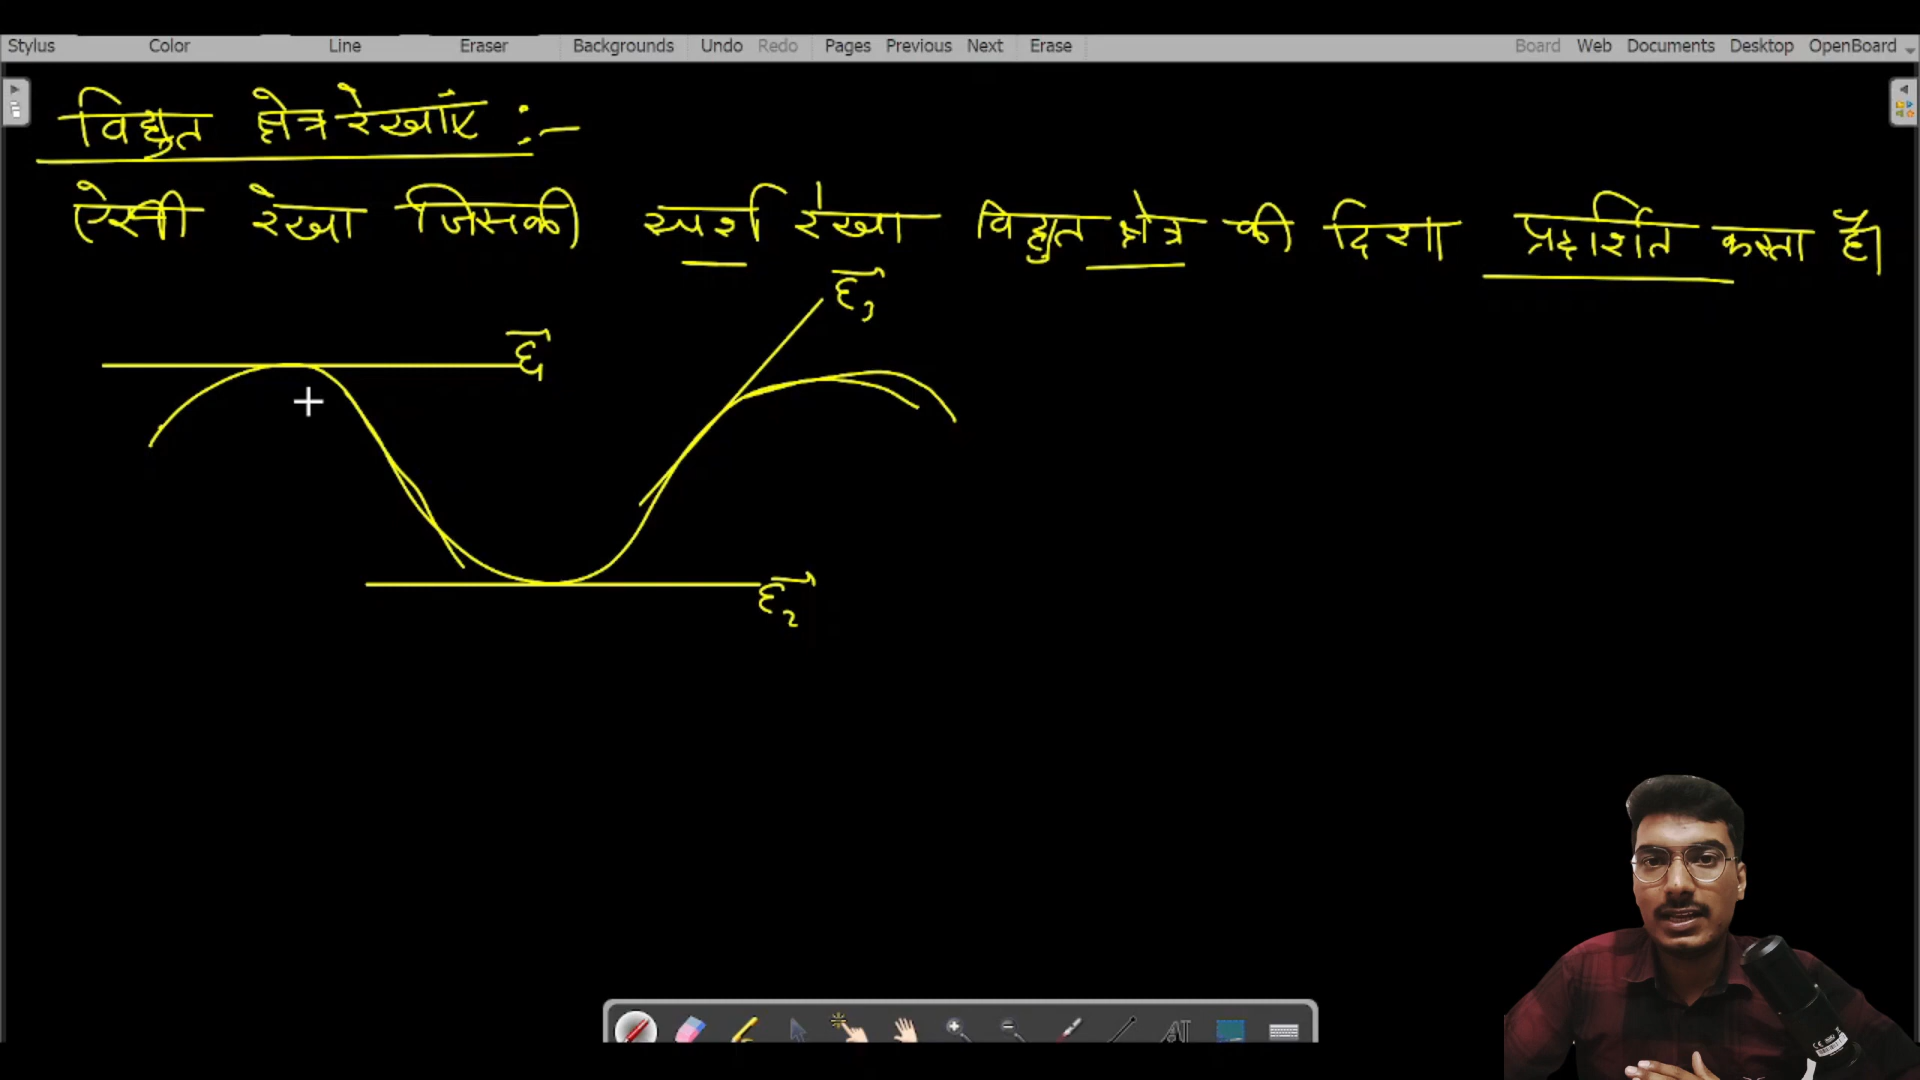 Stylus Color Line Eraser Backgrounds Undo Redo Pages Previous Next Erase Board Web Documents Desktop OpenBoard
विद्युत क्षेत्र रेखाएं :-
ऐसी रेखा जिसकी स्पर्श रेखा विद्युत क्षेत्र की दिशा प्रदर्शित करता है।
E₃
E₁
E₂